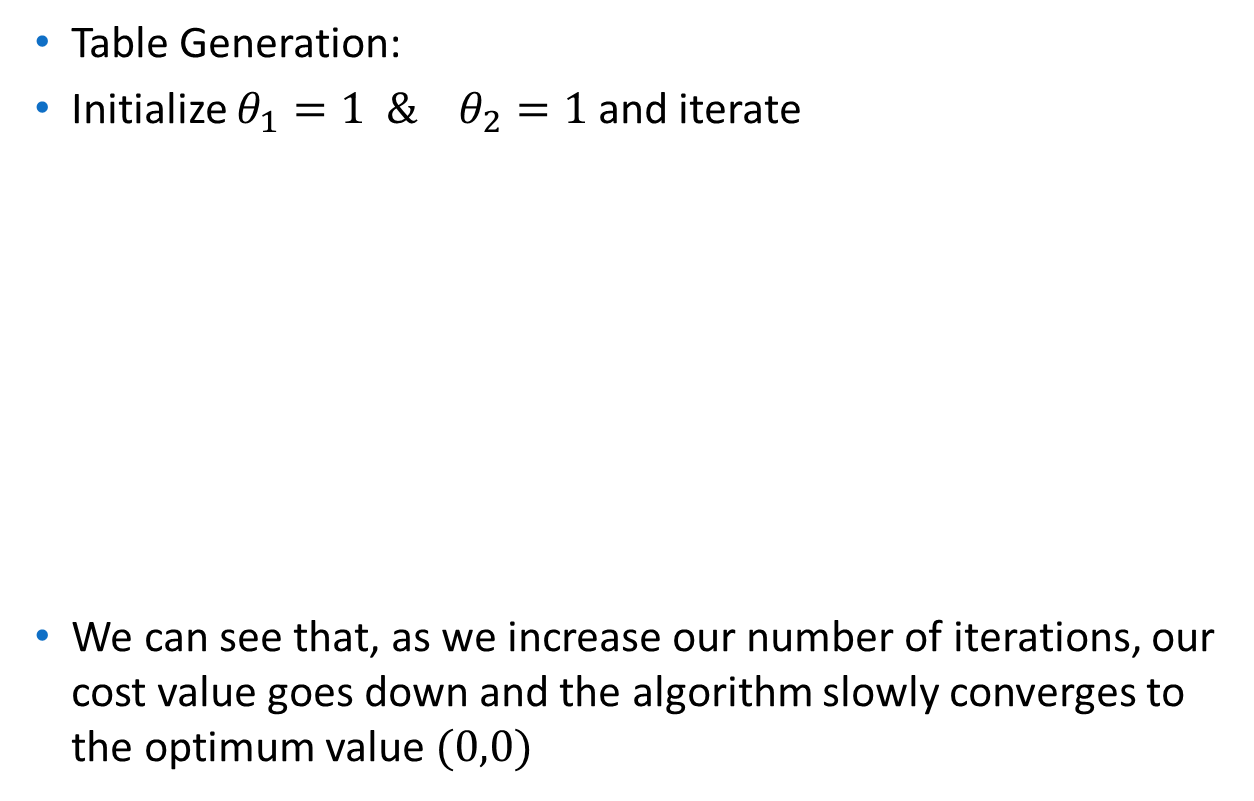 • Table Generation:
• Initialize θ₁ = 1 & θ₂ = 1 and iterate
• We can see that, as we increase our number of iterations, our
cost value goes down and the algorithm slowly converges to
the optimum value (0,0)